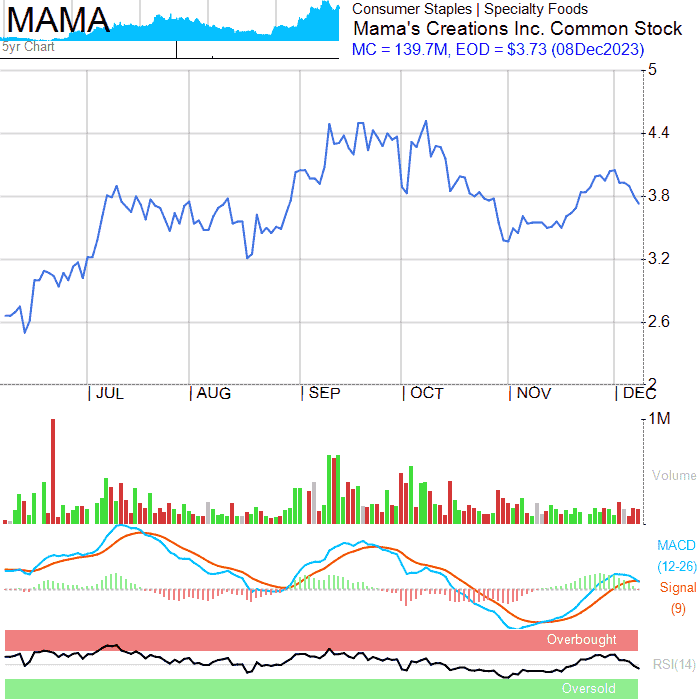 MAMA
5yr Chart
Consumer Staples | Specialty Foods
Mama's Creations Inc. Common Stock
MC = 139.7M, EOD = $3.73 (08Dec2023)
5
4.4
3.8
3.2
2.6
2
JUL AUG SEP OCT NOV DEC
1M
Volume
MACD
(12-26)
Signal
(9)
Overbought
RSI(14)
Oversold